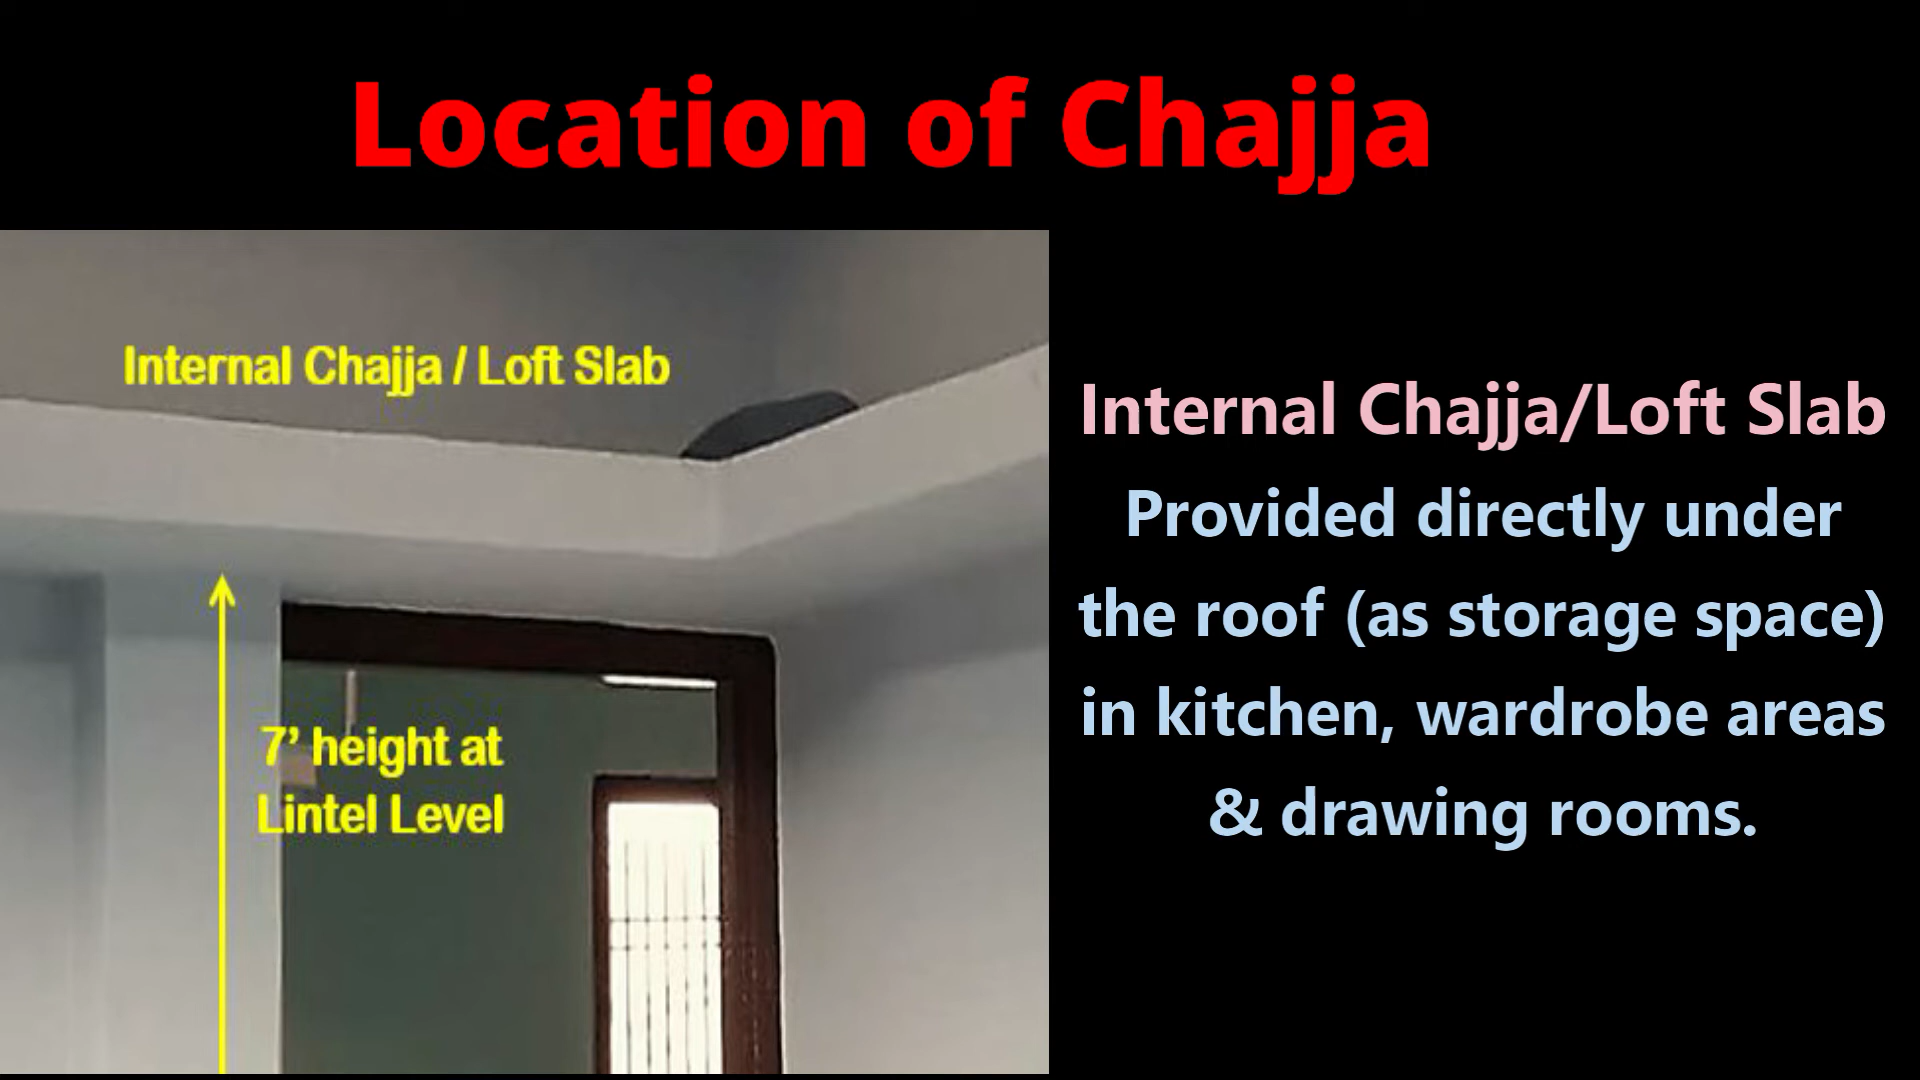 Location of Chajja
Internal Chajja / Loft Slab
7’ height at
Lintel Level
Internal Chajja/Loft Slab
Provided directly under
the roof (as storage space)
in kitchen, wardrobe areas
& drawing rooms.